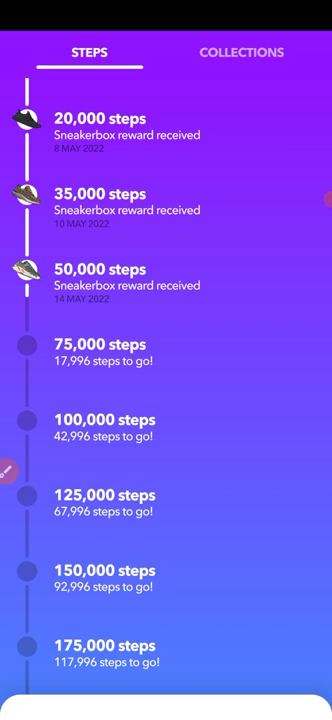 STEPS
COLLECTIONS
20,000 steps
Sneakerbox reward received
8 MAY 2022
35,000 steps
Sneakerbox reward received
10 MAY 2022
50,000 steps
Sneakerbox reward received
14 MAY 2022
75,000 steps
17,996 steps to go!
100,000 steps
42,996 steps to go!
125,000 steps
67,996 steps to go!
150,000 steps
92,996 steps to go!
175,000 steps
117,996 steps to go!